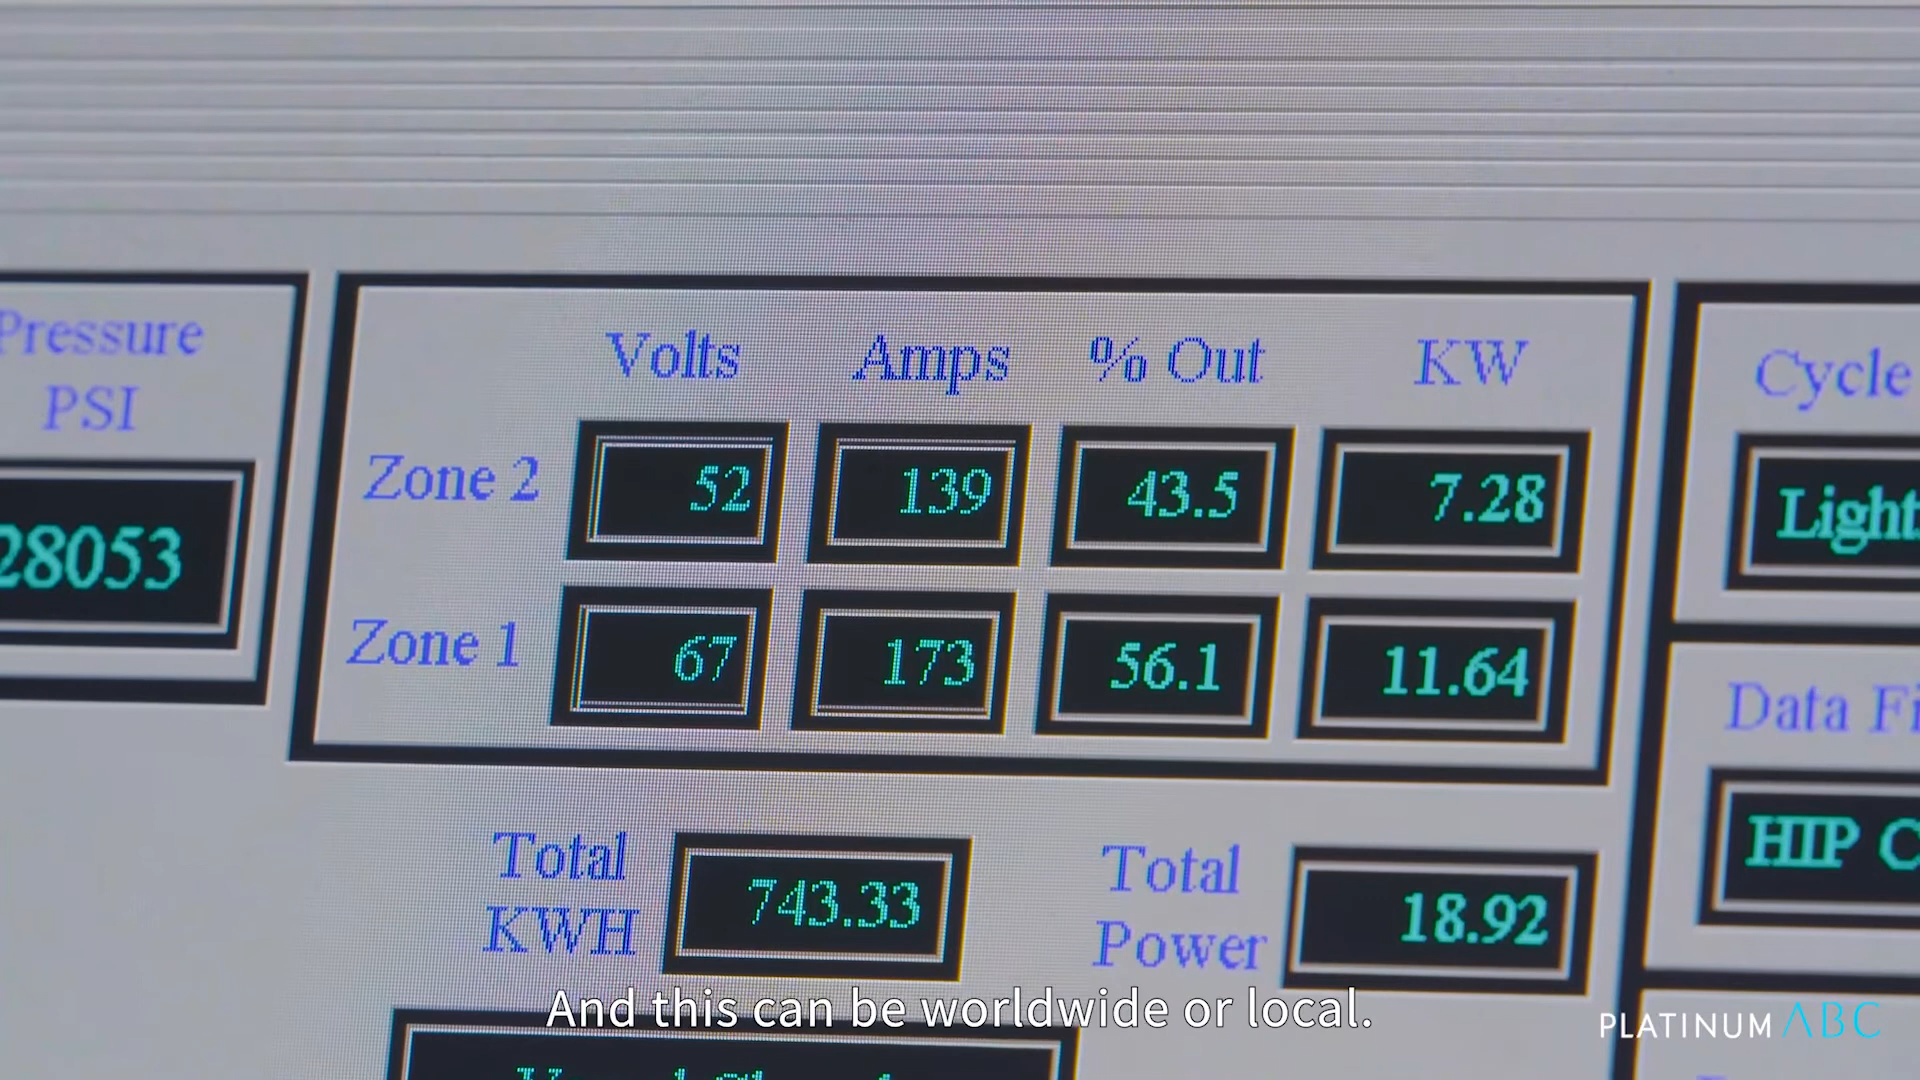 Pressure
PSI
28053
Volts Amps % Out KW
Zone 2 52 139 43.5 7.28
Zone 1 67 173 56.1 11.64
Total
KWH
743.33
Total
Power
18.92
Cycle
Light
Data Fi
HIP C
And this can be worldwide or local.
PLATINUM ABC